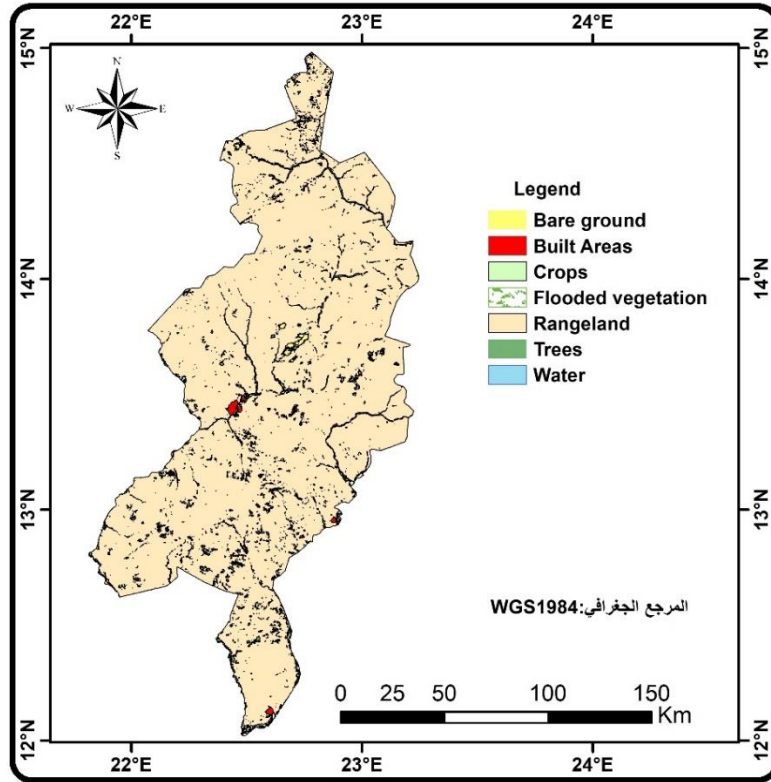 22°E 23°E 24°E
15°N 15°N
N
W E
S
Legend
Bare ground
Built Areas
Crops
14°N 14°N
Flooded vegetation
Rangeland
Trees
Water
13°N 13°N
المرجع الجغرافي:WGS1984
0 25 50 100 150
Km
12°N 12°N
22°E 23°E 24°E